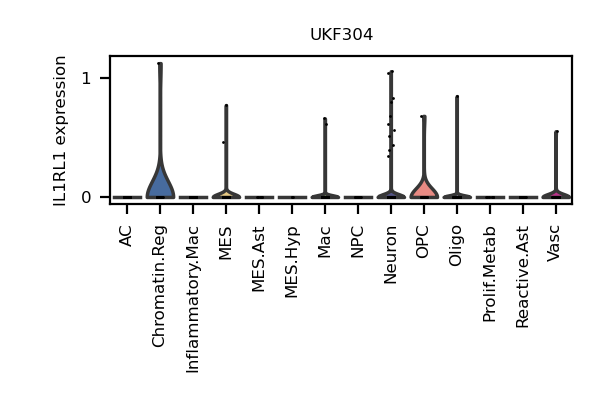 UKF304
IL1RL1 expression
1
0
AC
Chromatin.Reg
Inflammatory.Mac
MES
MES.Ast
MES.Hyp
Mac
NPC
Neuron
OPC
Oligo
Prolif.Metab
Reactive.Ast
Vasc